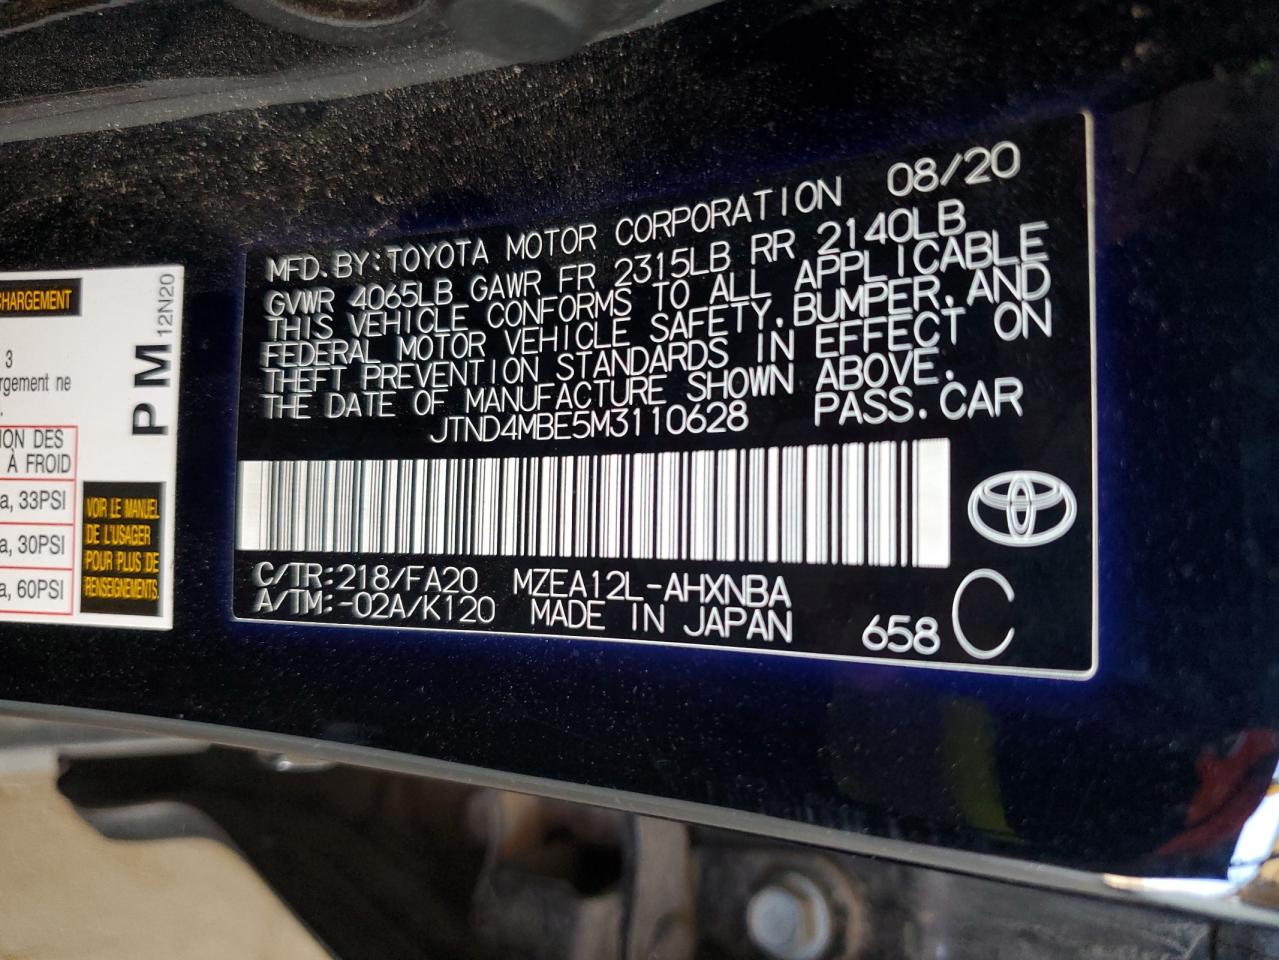 MFD. BY: TOYOTA MOTOR CORPORATION 08/20
GVWR 4065LB GAWR FR 2315LB RR 2140LB
THIS VEHICLE CONFORMS TO ALL APPLICABLE
FEDERAL MOTOR VEHICLE SAFETY, BUMPER, AND
THEFT PREVENTION STANDARDS IN EFFECT ON
THE DATE OF MANUFACTURE SHOWN ABOVE.
JTND4MBE5M3110628 PASS. CAR
C/TR: 218/FA20 MZEA12L-AHXNBA
A/TM: -02A/K120 MADE IN JAPAN 658 C
CHARGEMENT
3
rgement ne
ION DES
À FROID
a, 33PSI
a, 30PSI
a, 60PSI
VOIR LE MANUEL
DE L'USAGER
POUR PLUS DE
RENSEIGNEMENTS.
PM 12N20